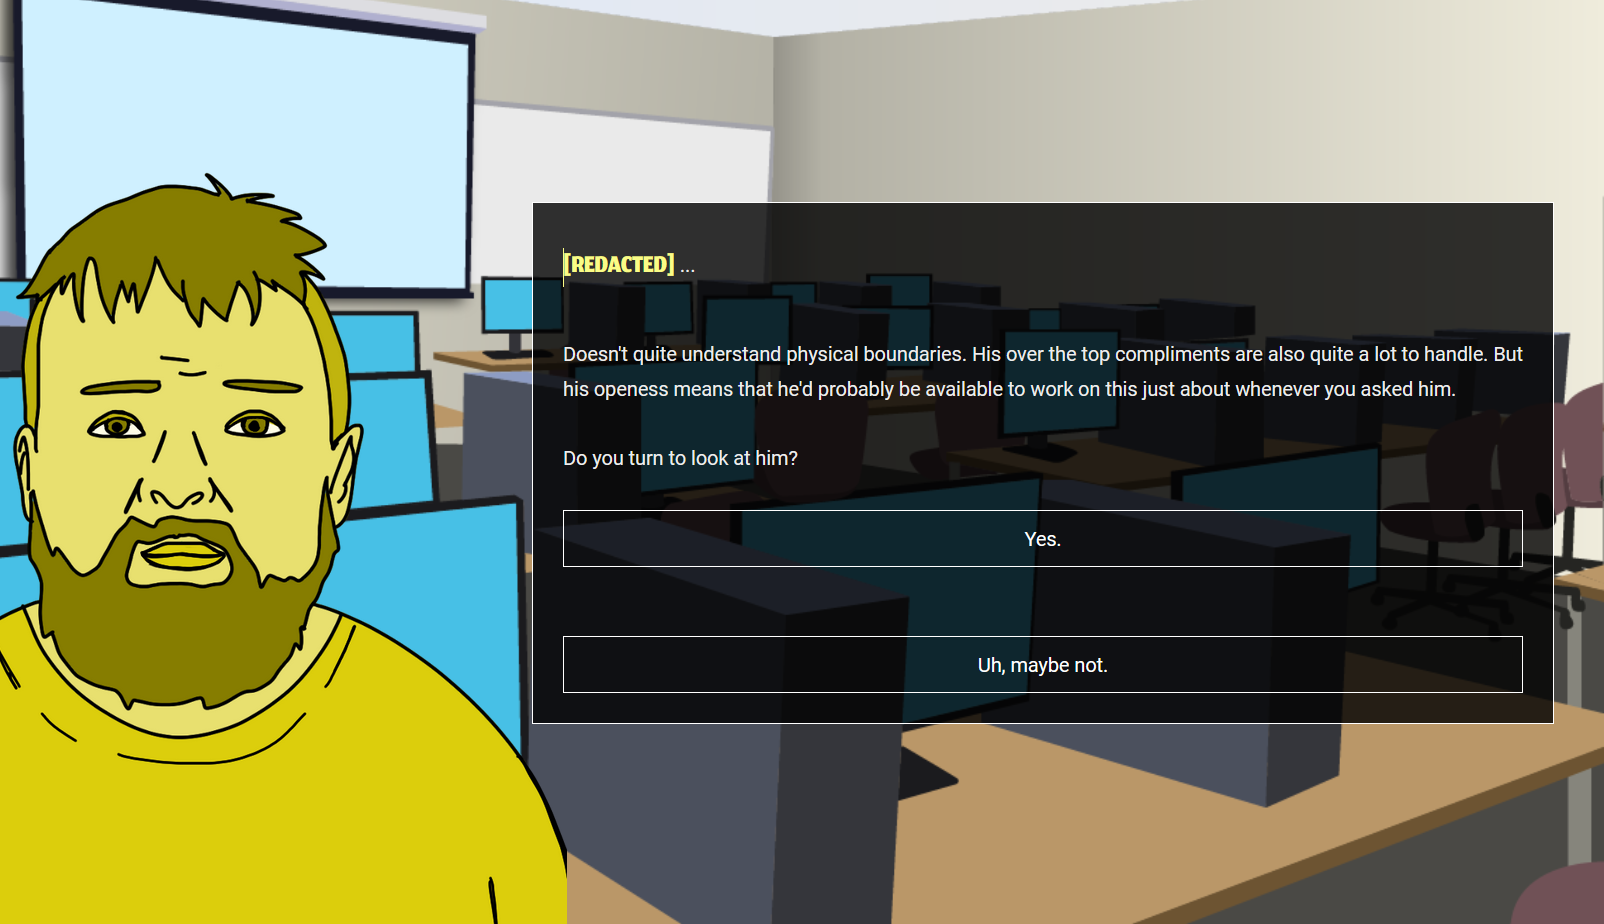 [REDACTED] ...
Doesn't quite understand physical boundaries. His over the top compliments are also quite a lot to handle. But
his openess means that he'd probably be available to work on this just about whenever you asked him.
Do you turn to look at him?
Yes.
Uh, maybe not.